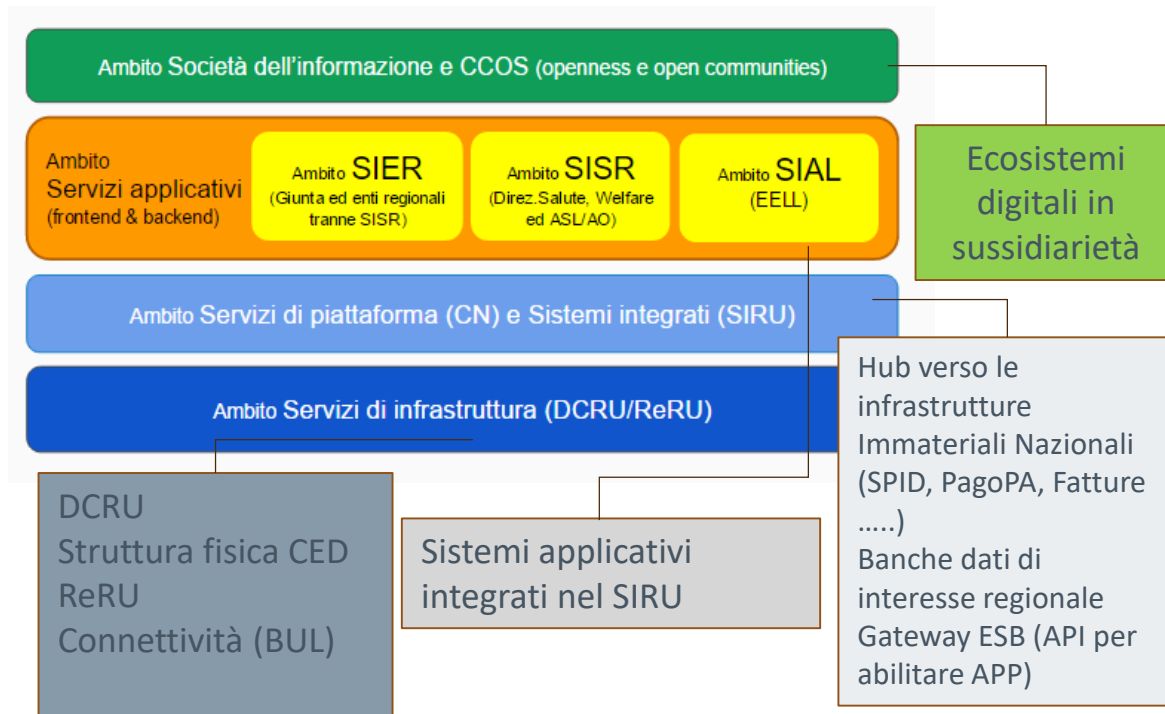 Ambito Società dell'informazione e CCOS (openness e open communities)
Ambito
Servizi applicativi
(frontend & backend)
Ambito SIER
(Giunta ed enti regionali
tranne SISR)
Ambito SISR
(Direz.Salute, Welfare
ed ASL/AO)
Ambito SIAL
(EELL)
Ecosistemi
digitali in
sussidiarietà
Ambito Servizi di piattaforma (CN) e Sistemi integrati (SIRU)
Ambito Servizi di infrastruttura (DCRU/ReRU)
Hub verso le
infrastrutture
Immateriali Nazionali
(SPID, PagoPA, Fatture
…..)
Banche dati di
interesse regionale
Gateway ESB (API per
abilitare APP)
DCRU
Struttura fisica CED
ReRU
Connettività (BUL)
Sistemi applicativi
integrati nel SIRU